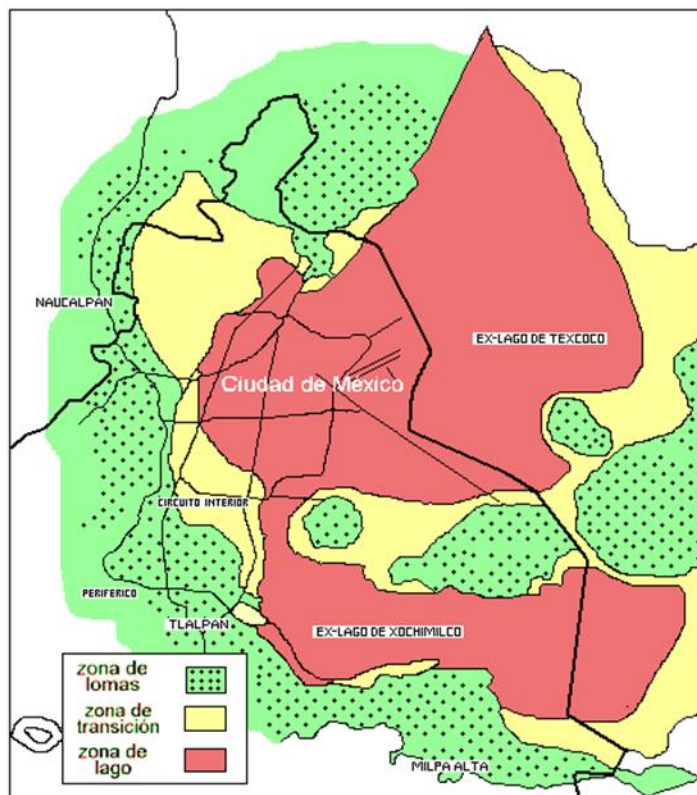 NAUCALPAN
EX-LAGO DE TEXCOCO
Ciudad de México
CIRCUITO INTERIOR
PERIFERICO
TLALPAN
EX-LAGO DE XOCHIMILCO
zona de
lomas
zona de
transición
zona de
lago
MILPA ALTA